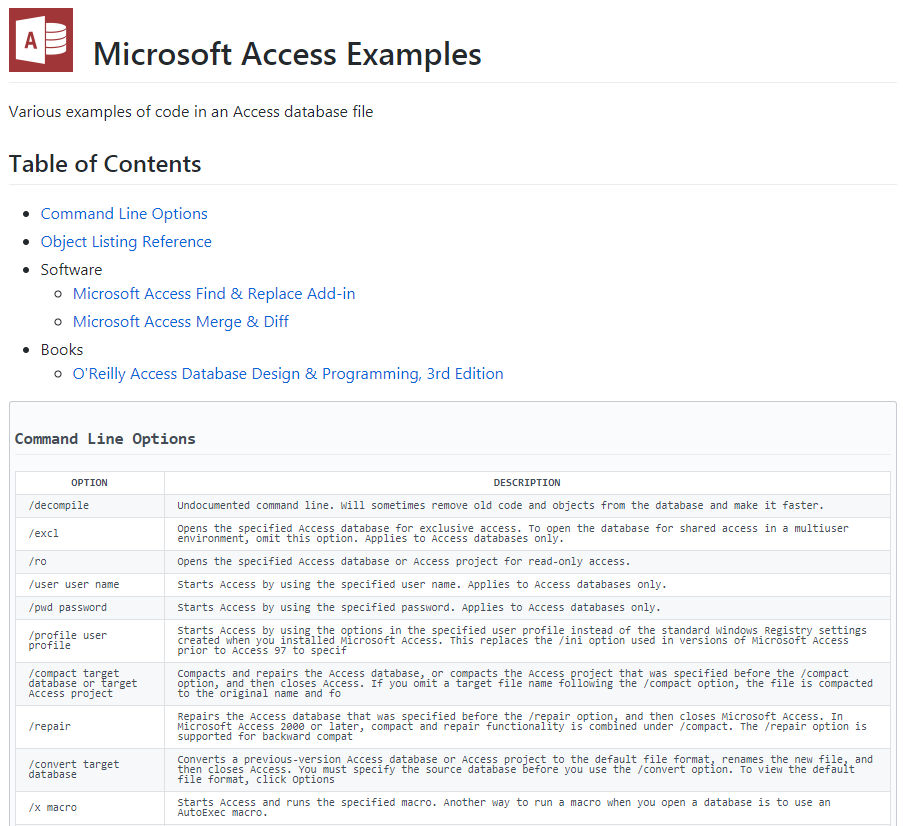 A
Microsoft Access Examples
Various examples of code in an Access database file
Table of Contents
Command Line Options
Object Listing Reference
Software
Microsoft Access Find & Replace Add-in
Microsoft Access Merge & Diff
Books
O'Reilly Access Database Design & Programming, 3rd Edition
Command Line Options
OPTION DESCRIPTION
/decompile Undocumented command line. Will sometimes remove old code and objects from the database and make it faster.
/excl Opens the specified Access database for exclusive access. To open the database for shared access in a multiuser
environment, omit this option. Applies to Access databases only.
/ro Opens the specified Access database or Access project for read-only access.
/user user name Starts Access by using the specified user name. Applies to Access databases only.
/pwd password Starts Access by using the specified password. Applies to Access databases only.
/profile user
profile
Starts Access by using the options in the specified user profile instead of the standard Windows Registry settings
created when you installed Microsoft Access. This replaces the /ini option used in versions of Microsoft Access
prior to Access 97 to specif
/compact target
database or target
Access project
Compacts and repairs the Access database, or compacts the Access project that was specified before the /compact
option, and then closes Access. If you omit a target file name following the /compact option, the file is compacted
to the original name and fo
/repair
Repairs the Access database that was specified before the /repair option, and then closes Microsoft Access. In
Microsoft Access 2000 or later, compact and repair functionality is combined under /compact. The /repair option is
supported for backward compat
/convert target
database
Converts a previous-version Access database or Access project to the default file format, renames the new file, and
then closes Access. You must specify the source database before you use the /convert option. To view the default
file format, click Options
/x macro
Starts Access and runs the specified macro. Another way to run a macro when you open a database is to use an
AutoExec macro.